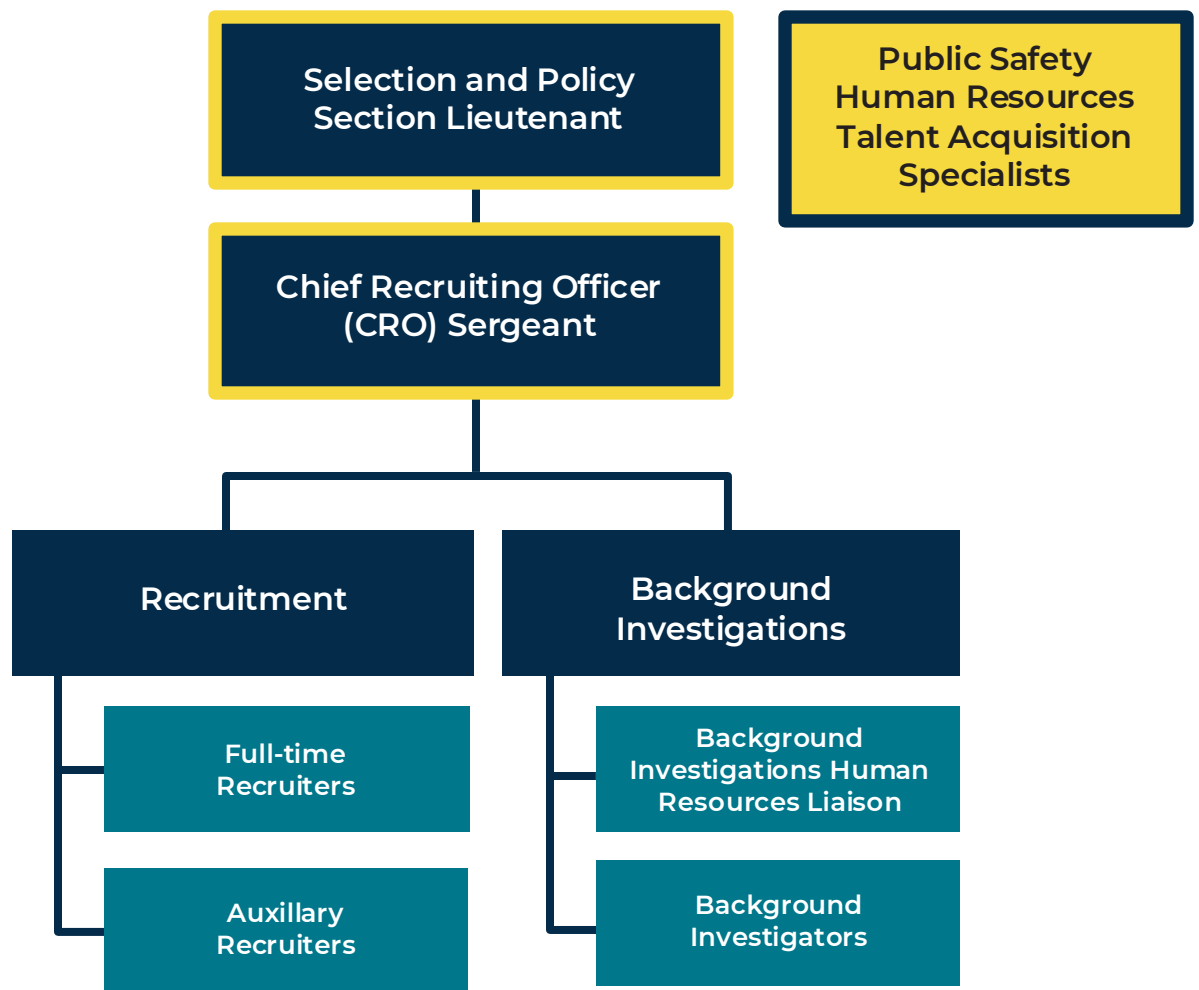 Selection and Policy
Section Lieutenant
Public Safety
Human Resources
Talent Acquisition
Specialists
Chief Recruiting Officer
(CRO) Sergeant
Recruitment
Background
Investigations
Full-time
Recruiters
Background
Investigations Human
Resources Liaison
Auxillary
Recruiters
Background
Investigators